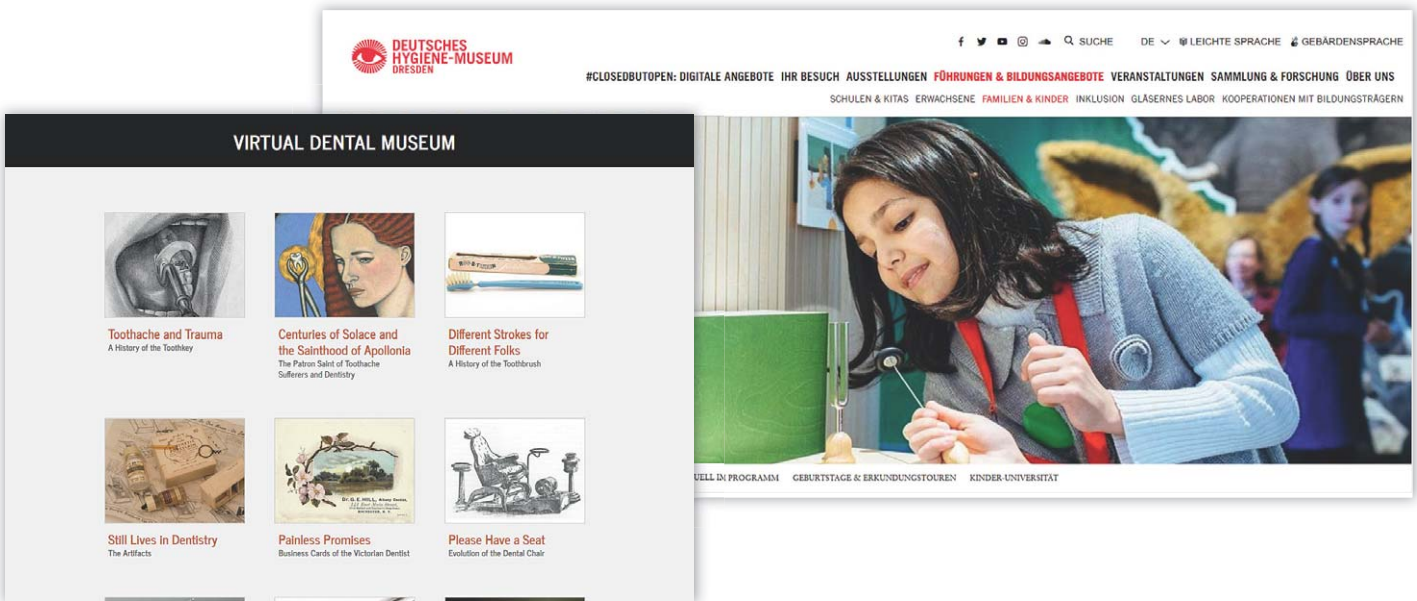 DEUTSCHES
HYGIENE-MUSEUM
DRESDEN
SUCHE DE LEICHTE SPRACHE GEBÄRDENSPRACHE
#CLOSEDBUTOPEN: DIGITALE ANGEBOTE IHR BESUCH AUSSTELLUNGEN FÜHRUNGEN & BILDUNGSANGEBOTE VERANSTALTUNGEN SAMMLUNG & FORSCHUNG ÜBER UNS
SCHULEN & KITAS ERWACHSENE FAMILIEN & KINDER INKLUSION GLÄSERNES LABOR KOOPERATIONEN MIT BILDUNGSTRÄGERN
VIRTUAL DENTAL MUSEUM
Toothache and Trauma
A History of the Toothkey
Centuries of Solace and
the Sainthood of Apollonia
The Patron Saint of Toothache
Sufferers and Dentistry
Different Strokes for
Different Folks
A History of the Toothbrush
Dr. G. E. HILL,
Still Lives in Dentistry
The Artifacts
Painless Promises
Business Cards of the Victorian Dentist
Please Have a Seat
Evolution of the Dental Chair
UELL IM PROGRAMM GEBURTSTAGE & ERKUNDUNGSTOUREN KINDER-UNIVERSITÄT